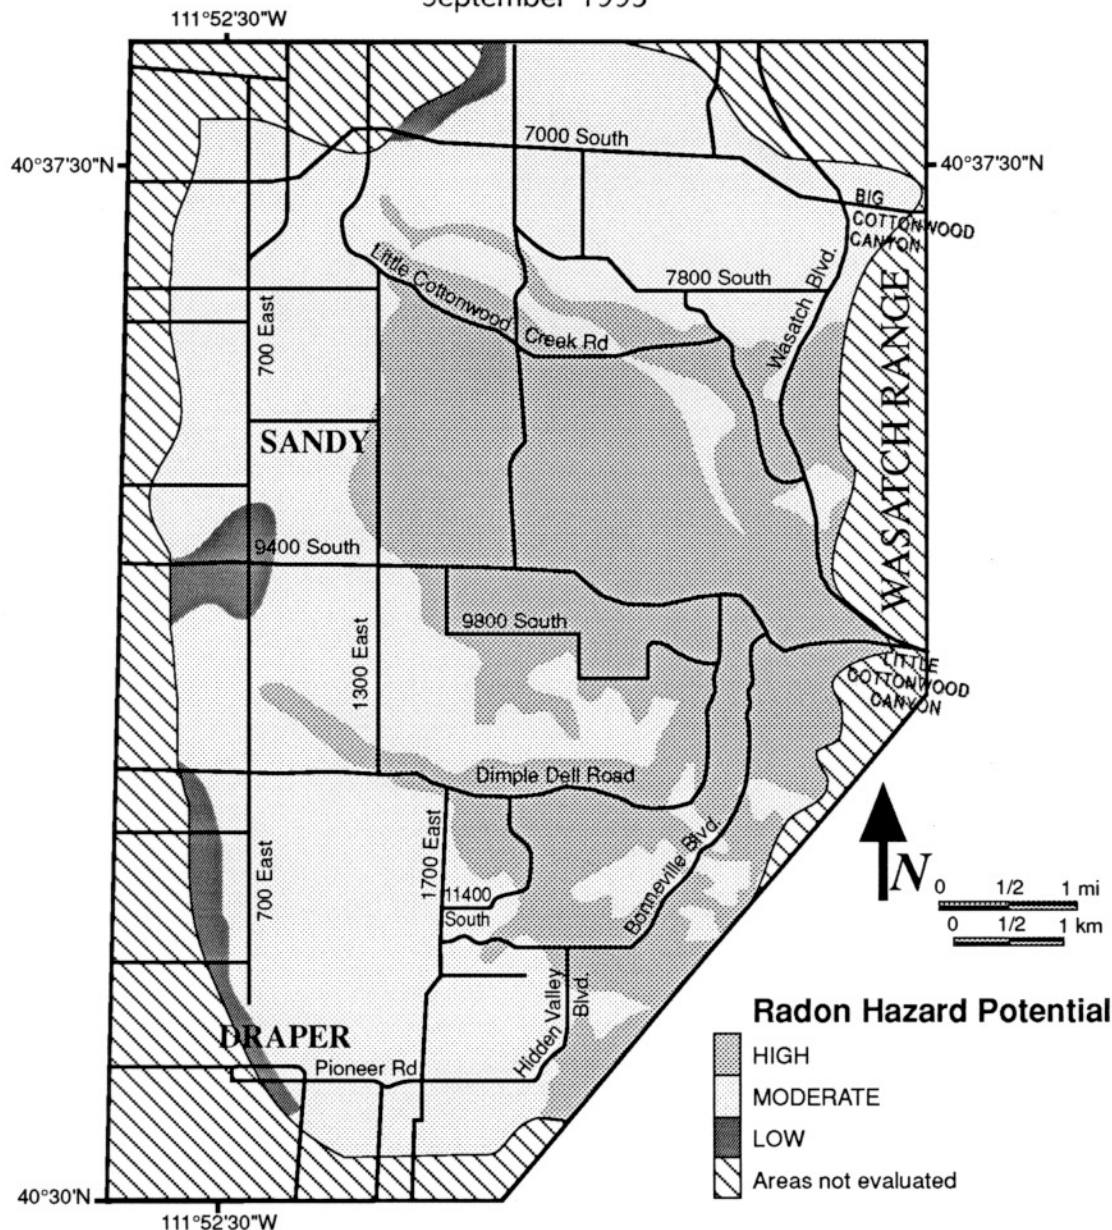 September 1993
111°52'30"W
40°37'30"N
40°37'30"N
7000 South
BIG
COTTONWOOD
CANYON
Little Cottonwood
Creek Rd
7800 South
Wasatch Blvd.
WASATCH RANGE
700 East
SANDY
9400 South
9800 South
1300 East
LITTLE
COTTONWOOD
CANYON
Dimple Dell Road
1700 East
700 East
11400
South
Bonneville Blvd.
Hidden Valley
Blvd.
DRAPER
Pioneer Rd
N
0 1/2 1 mi
0 1/2 1 km
Radon Hazard Potential
HIGH
MODERATE
LOW
Areas not evaluated
40°30'N
111°52'30"W